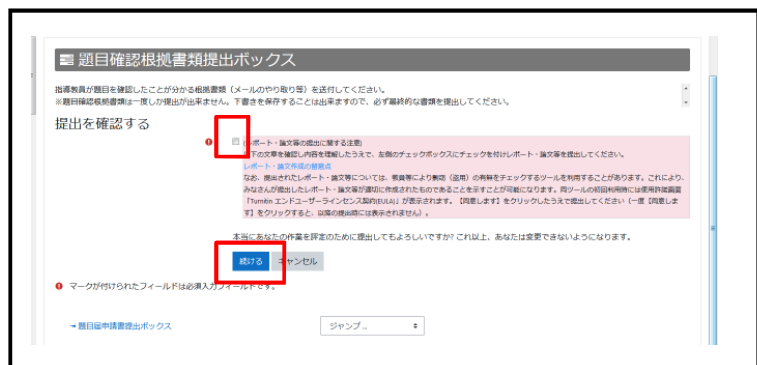 題目確認根拠書類提出ボックス
指導教員が題目を確認したことが分かる根拠書類(メールのやり取り等)を送付してください。
※題目確認根拠書類は一度しか提出が出来ません。下書きを保存することは出来ますので、必ず最終的な書類を提出してください。
提出を確認する
(レポート・論文等の提出に関する注意)
以下の文章を確認し内容を理解したうえで、左側のチェックボックスにチェックを付けレポート・論文等を提出してください。
レポート・論文作成の留意点
なお、提出されたレポート・論文等については、教員等により剽窃(盗用)の有無をチェックするツールを利用することがあります。これにより、
みなさんが提出したレポート・論文等が適切に作成されたものであることを示すことが可能になります。同ツールの初回利用時には使用許諾画面
「Turnitin エンドユーザーライセンス契約(EULA)」が表示されます。【同意します】をクリックしたうえで提出してください(一度【同意しま
す】をクリックすると、以降の提出時には表示されません)。
本当にあなたの作業を評定のために提出してもよろしいですか? これ以上、あなたは変更できないようになります。
続ける キャンセル
マークが付けられたフィールドは必須入力フィールドです。
◄ 題目届申請書提出ボックス ジャンプ...